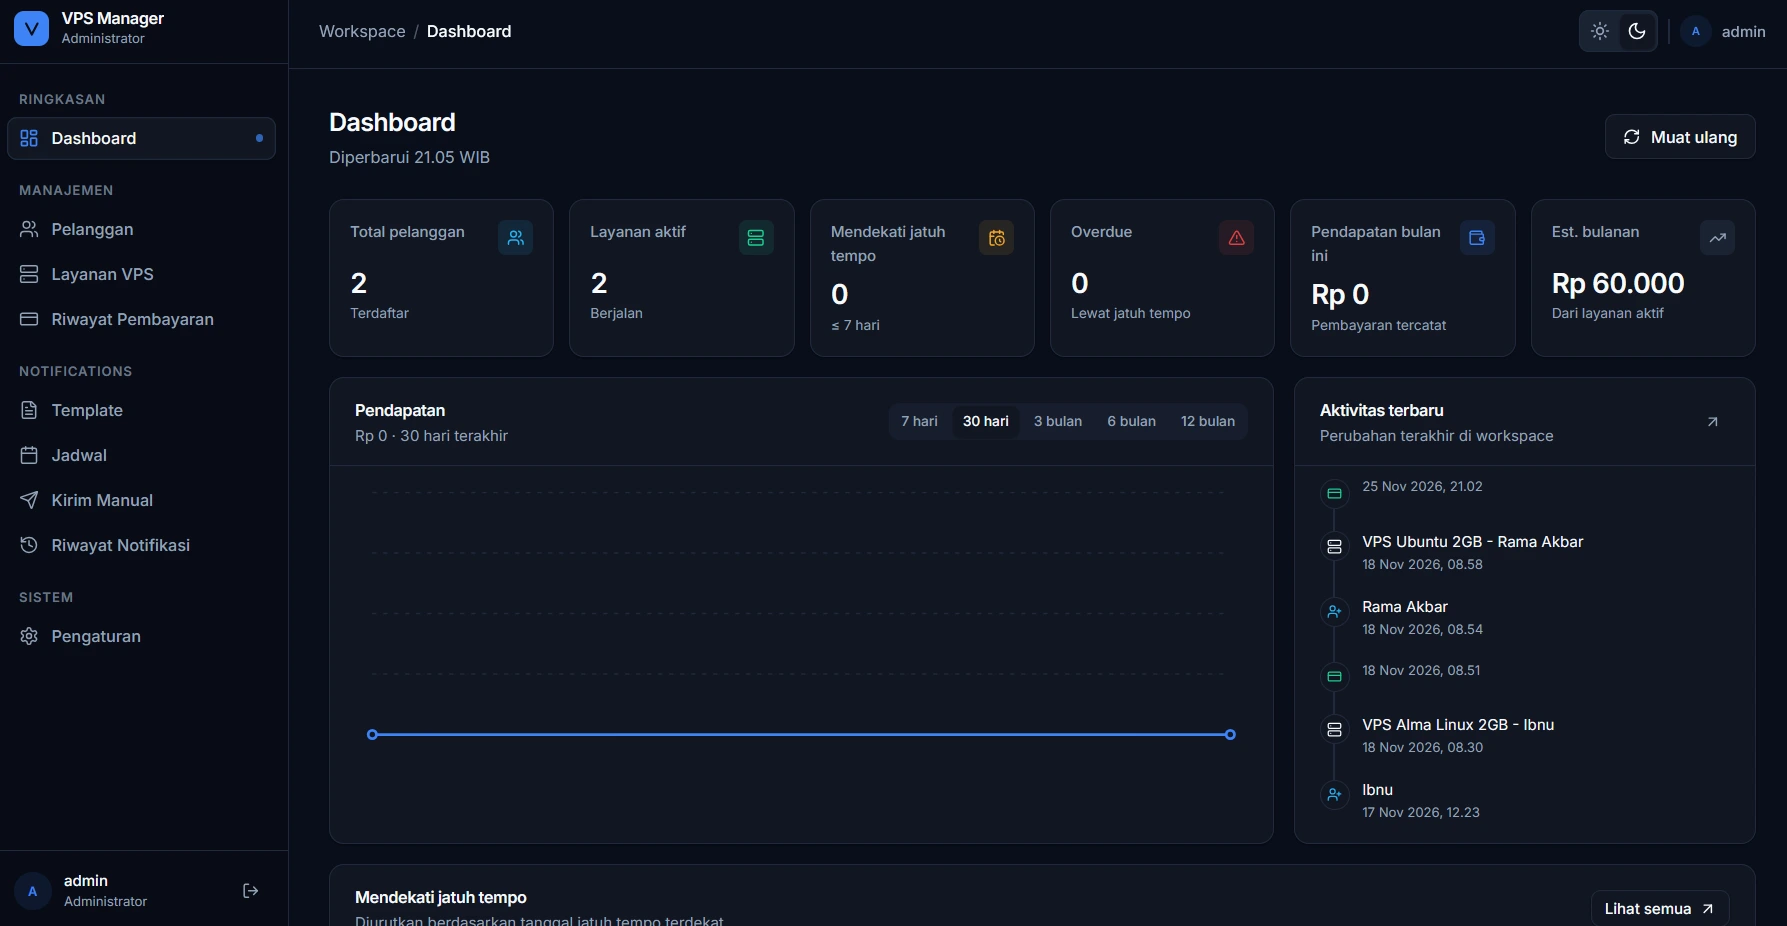 VPS Manager
Administrator
RINGKASAN
Dashboard
MANAJEMEN
Pelanggan
Layanan VPS
Riwayat Pembayaran
NOTIFICATIONS
Template
Jadwal
Kirim Manual
Riwayat Notifikasi
SISTEM
Pengaturan
A
admin
Administrator
Workspace / Dashboard
A admin
Dashboard
Diperbarui 21.05 WIB
Muat ulang
Total pelanggan
2
Terdaftar
Layanan aktif
2
Berjalan
Mendekati jatuh
tempo
0
≤ 7 hari
Overdue
0
Lewat jatuh tempo
Pendapatan bulan
ini
Rp 0
Pembayaran tercatat
Est. bulanan
Rp 60.000
Dari layanan aktif
Pendapatan
Rp 0 · 30 hari terakhir
7 hari 30 hari 3 bulan 6 bulan 12 bulan
Aktivitas terbaru
Perubahan terakhir di workspace
25 Nov 2026, 21.02
VPS Ubuntu 2GB - Rama Akbar
18 Nov 2026, 08.58
Rama Akbar
18 Nov 2026, 08.54
18 Nov 2026, 08.51
VPS Alma Linux 2GB - Ibnu
18 Nov 2026, 08.30
Ibnu
17 Nov 2026, 12.23
Mendekati jatuh tempo
Diurutkan berdasarkan tanggal jatuh tempo terdekat
Lihat semua